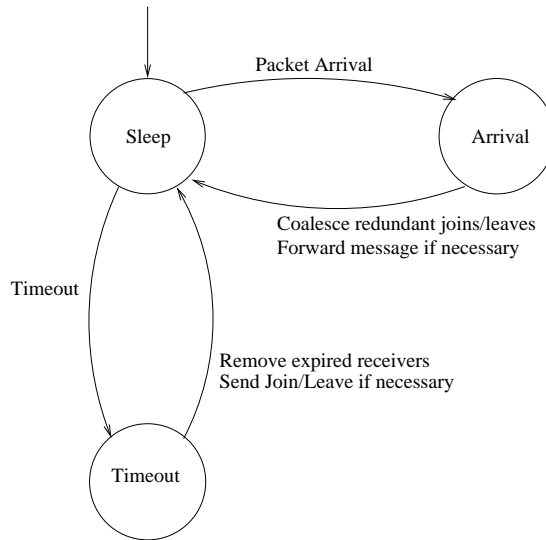 Packet Arrival
Sleep
Arrival
Coalesce redundant joins/leaves
Forward message if necessary
Timeout
Remove expired receivers
Send Join/Leave if necessary
Timeout